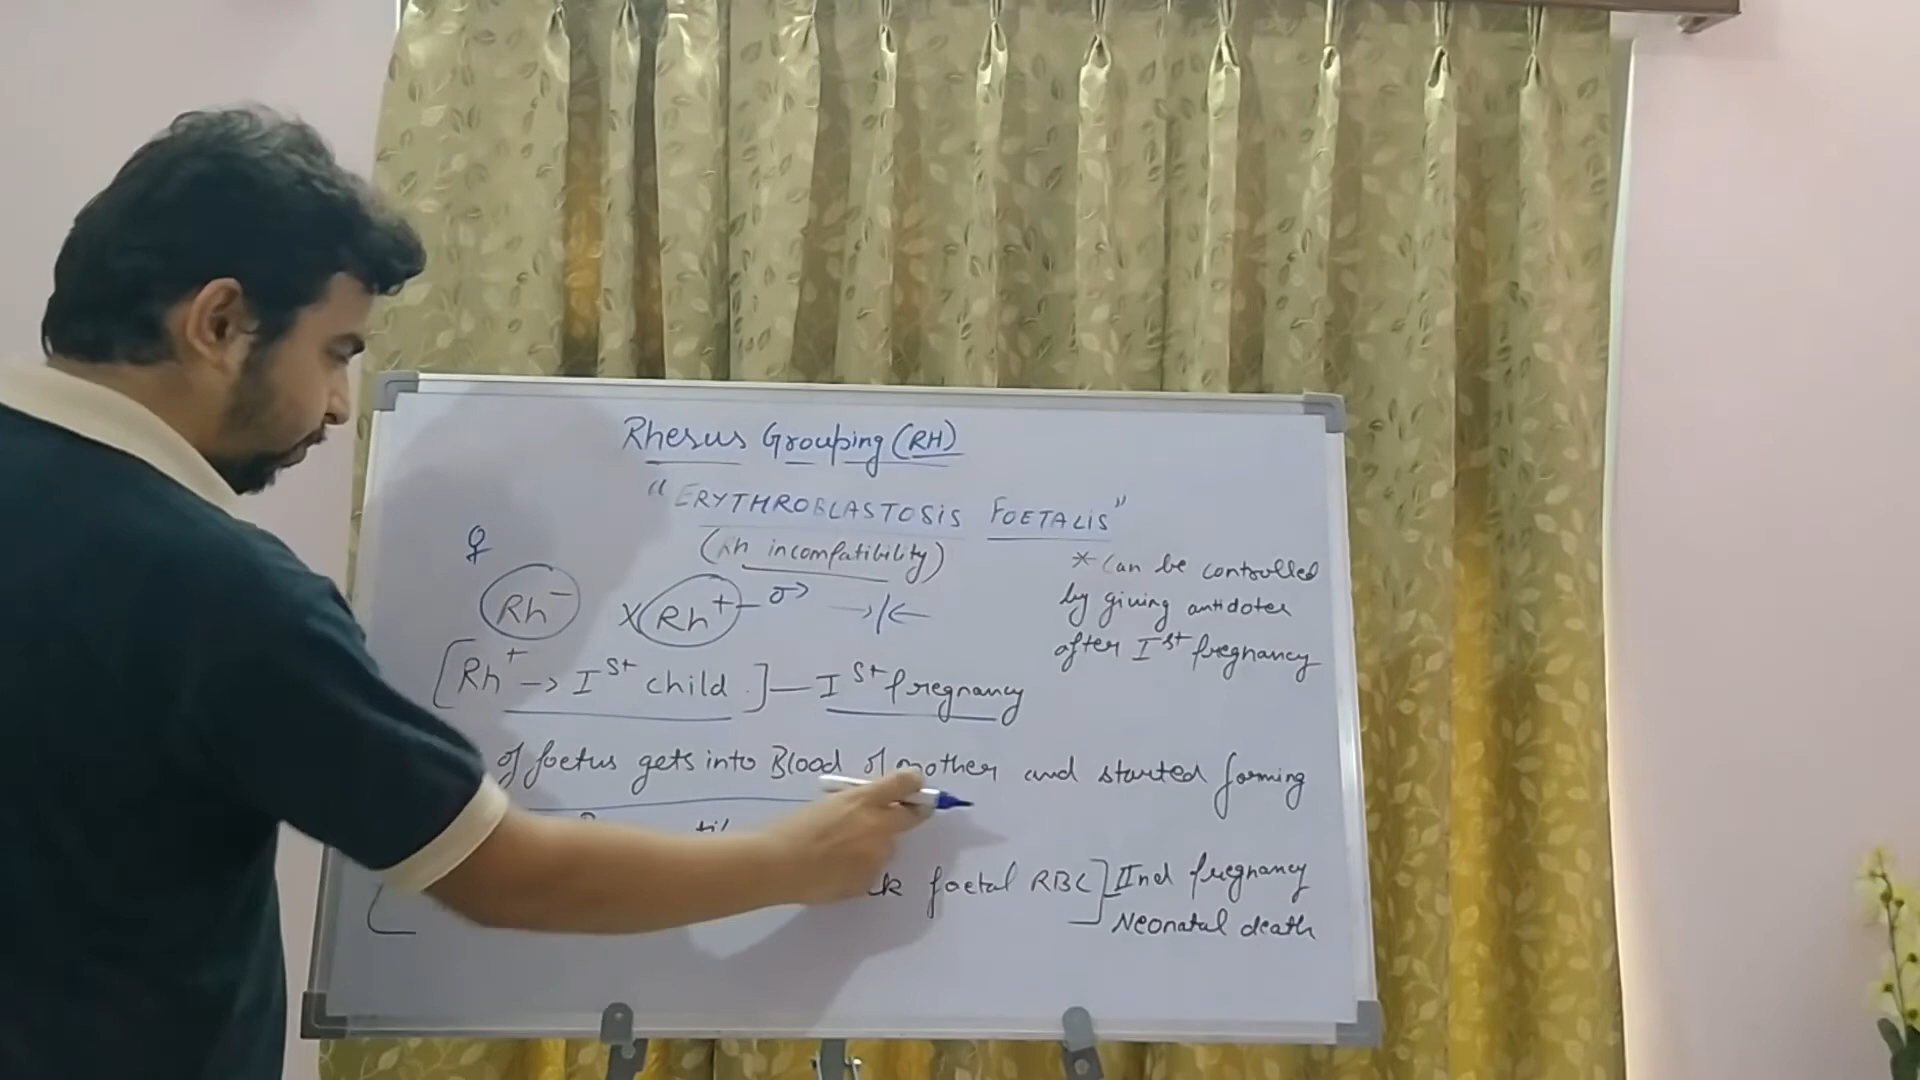 Rhesus Grouping (RH)
"ERYTHROBLASTOSIS FOETALIS"
(Rh incompatibility)
♀
Rh⁻ X Rh⁺ - ♂ →|←
[Rh⁺ → Iˢᵗ child.] — Iˢᵗ pregnancy
* Can be controlled
by giving antidotes
after Iˢᵗ pregnancy
of foetus gets into Blood of mother and started forming
foetal RBC] IInd pregnancy
Neonatal death